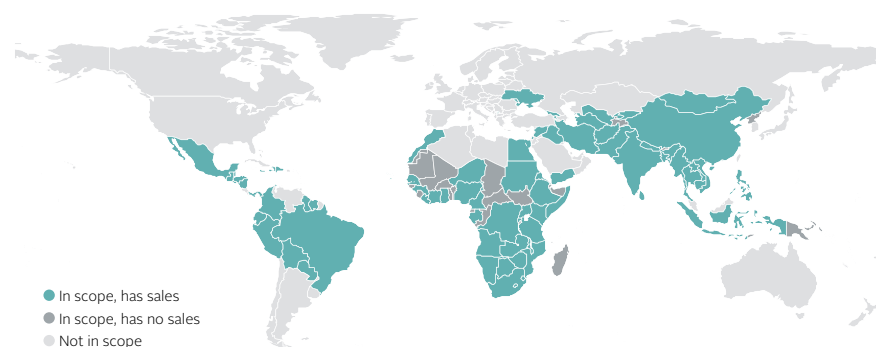 In scope, has sales
In scope, has no sales
Not in scope